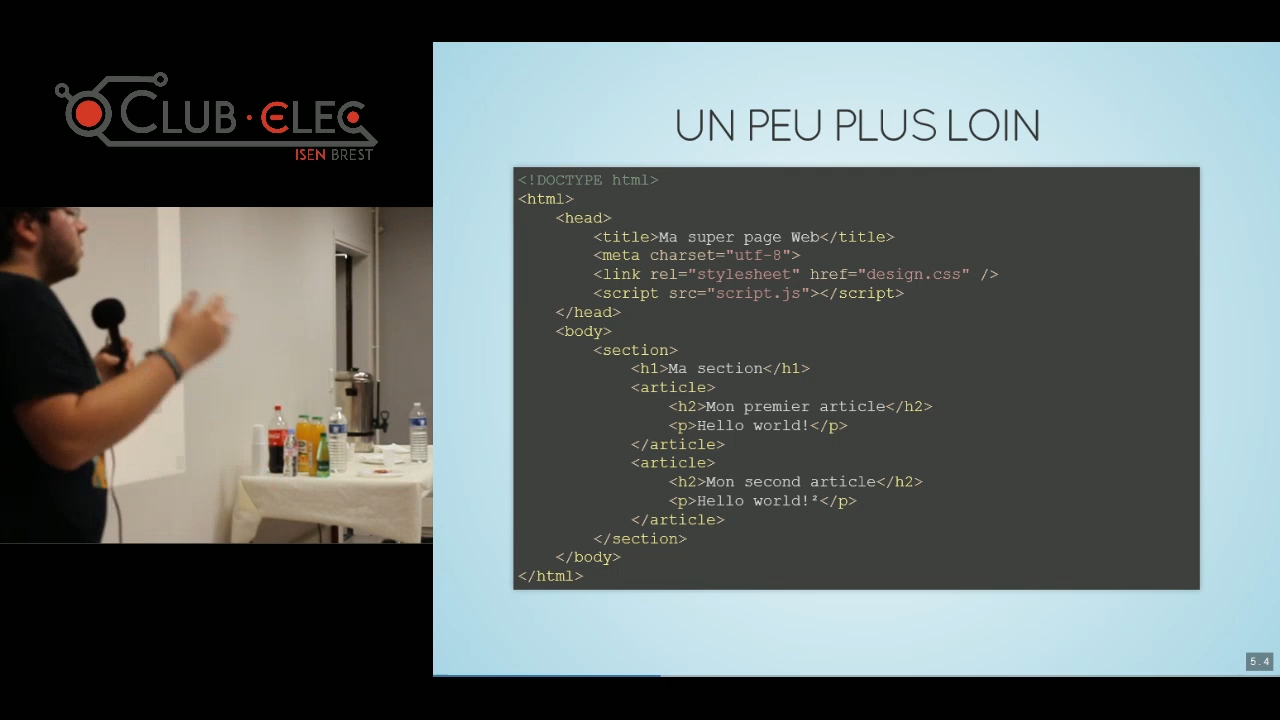 CLUB · ELEC
ISEN BREST
UN PEU PLUS LOIN
<!DOCTYPE html>
<html>
    <head>
        <title>Ma super page Web</title>
        <meta charset="utf-8">
        <link rel="stylesheet" href="design.css" />
        <script src="script.js"></script>
    </head>
    <body>
        <section>
            <h1>Ma section</h1>
            <article>
                <h2>Mon premier article</h2>
                <p>Hello world!</p>
            </article>
            <article>
                <h2>Mon second article</h2>
                <p>Hello world!²</p>
            </article>
        </section>
    </body>
</html>
5.4